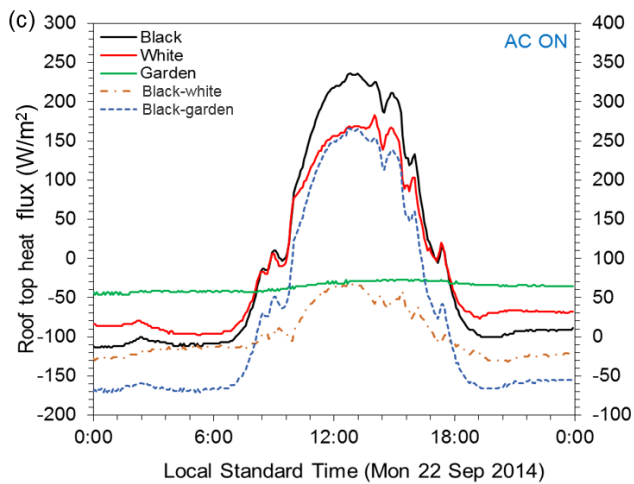 (c)
AC ON
Black
White
Garden
Black-white
Black-garden
Roof top heat flux (W/m²)
300
250
200
150
100
50
0
-50
-100
-150
-200
400
350
300
250
200
150
100
50
0
-50
-100
0:00 6:00 12:00 18:00 0:00
Local Standard Time (Mon 22 Sep 2014)